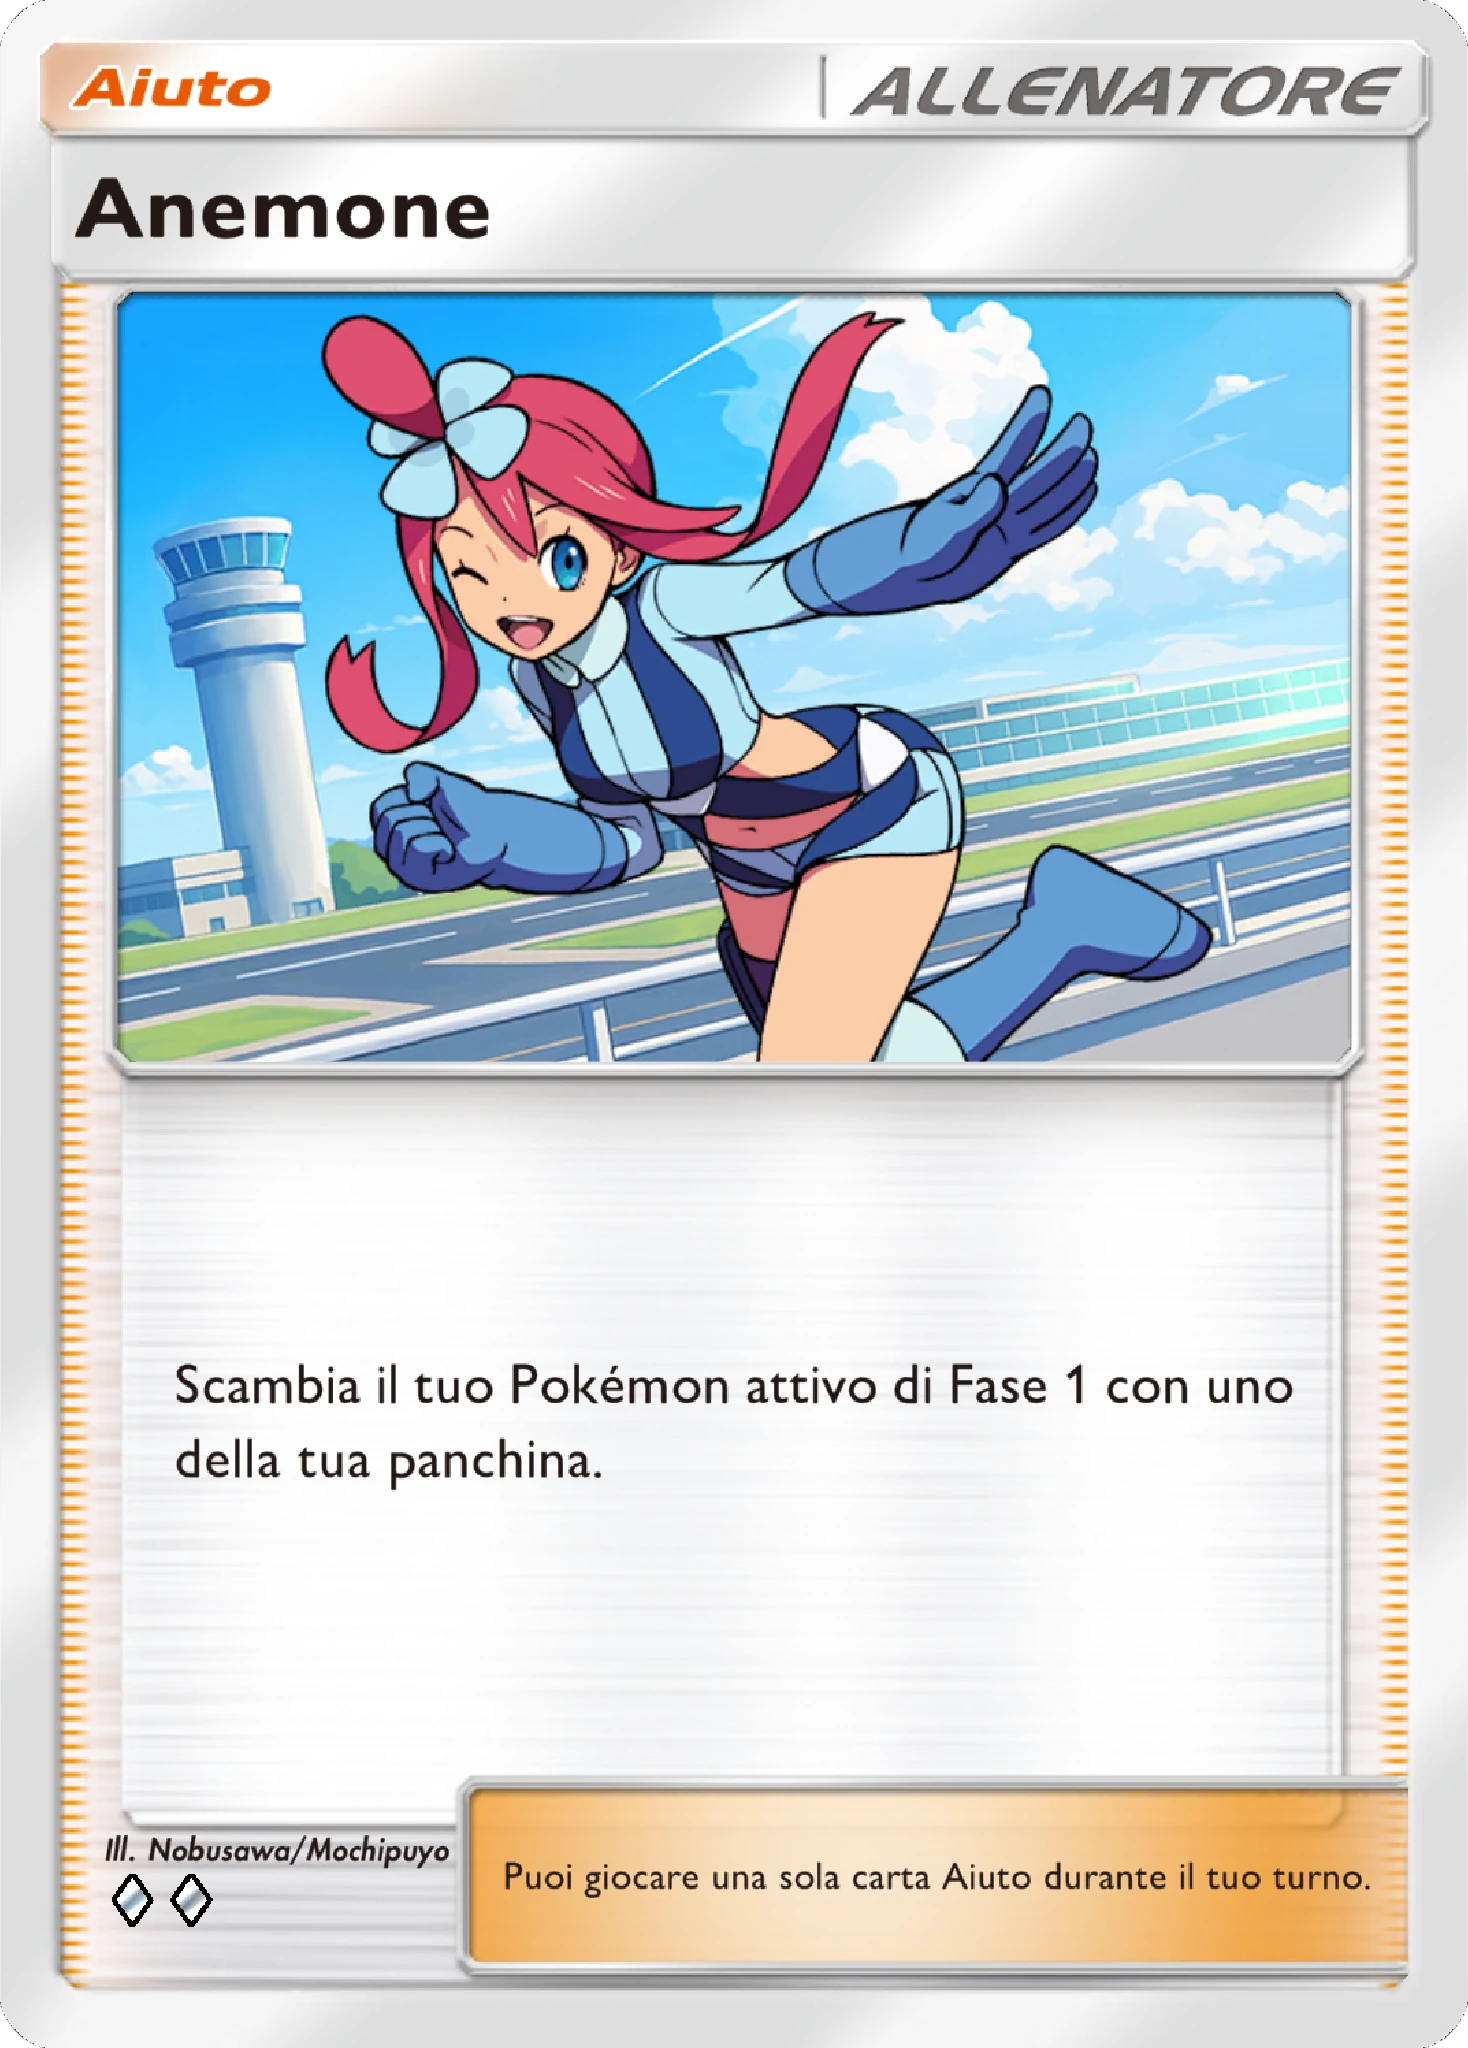 Aiuto
ALLENATORE
Anemone
Scambia il tuo Pokémon attivo di Fase 1 con uno
della tua panchina.
Ill. Nobusawa/Mochipuyo
Puoi giocare una sola carta Aiuto durante il tuo turno.